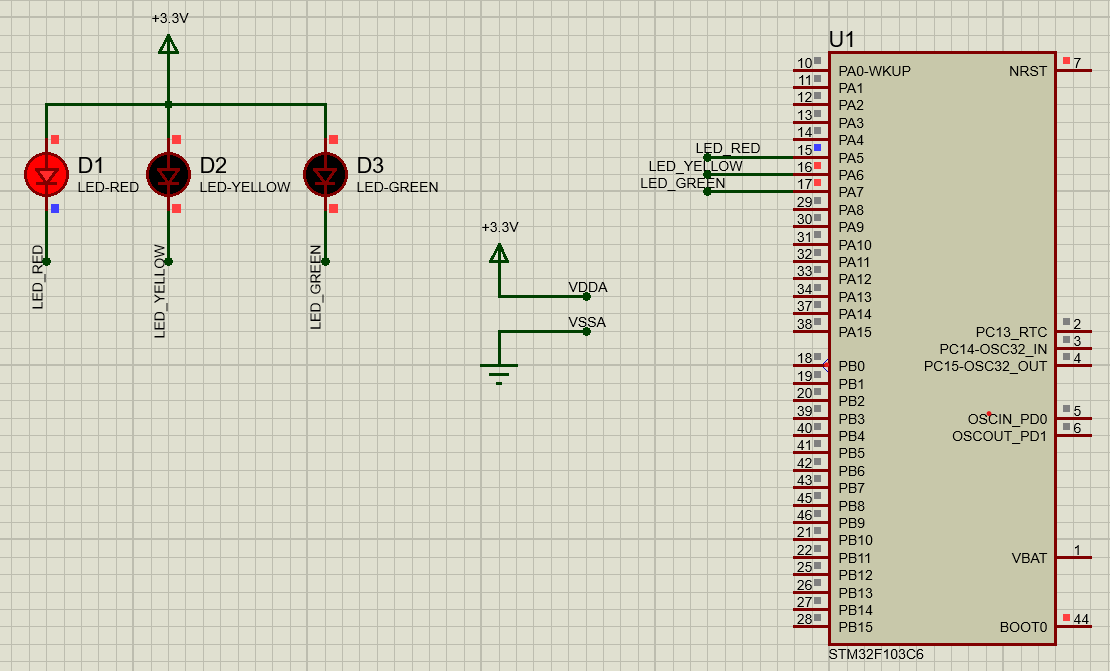 +3.3V
D1
LED-RED
D2
LED-YELLOW
D3
LED-GREEN
LED_RED
LED_YELLOW
LED_GREEN
+3.3V
VDDA
VSSA
LED_RED
LED_YELLOW
LED_GREEN
U1
10 PA0-WKUP
11 PA1
12 PA2
13 PA3
14 PA4
15 PA5
16 PA6
17 PA7
29 PA8
30 PA9
31 PA10
32 PA11
33 PA12
34 PA13
37 PA14
38 PA15
18 PB0
19 PB1
20 PB2
39 PB3
40 PB4
41 PB5
42 PB6
43 PB7
45 PB8
46 PB9
21 PB10
22 PB11
25 PB12
26 PB13
27 PB14
28 PB15
NRST 7
PC13_RTC 2
PC14-OSC32_IN 3
PC15-OSC32_OUT 4
OSCIN_PD0 5
OSCOUT_PD1 6
VBAT 1
BOOT0 44
STM32F103C6